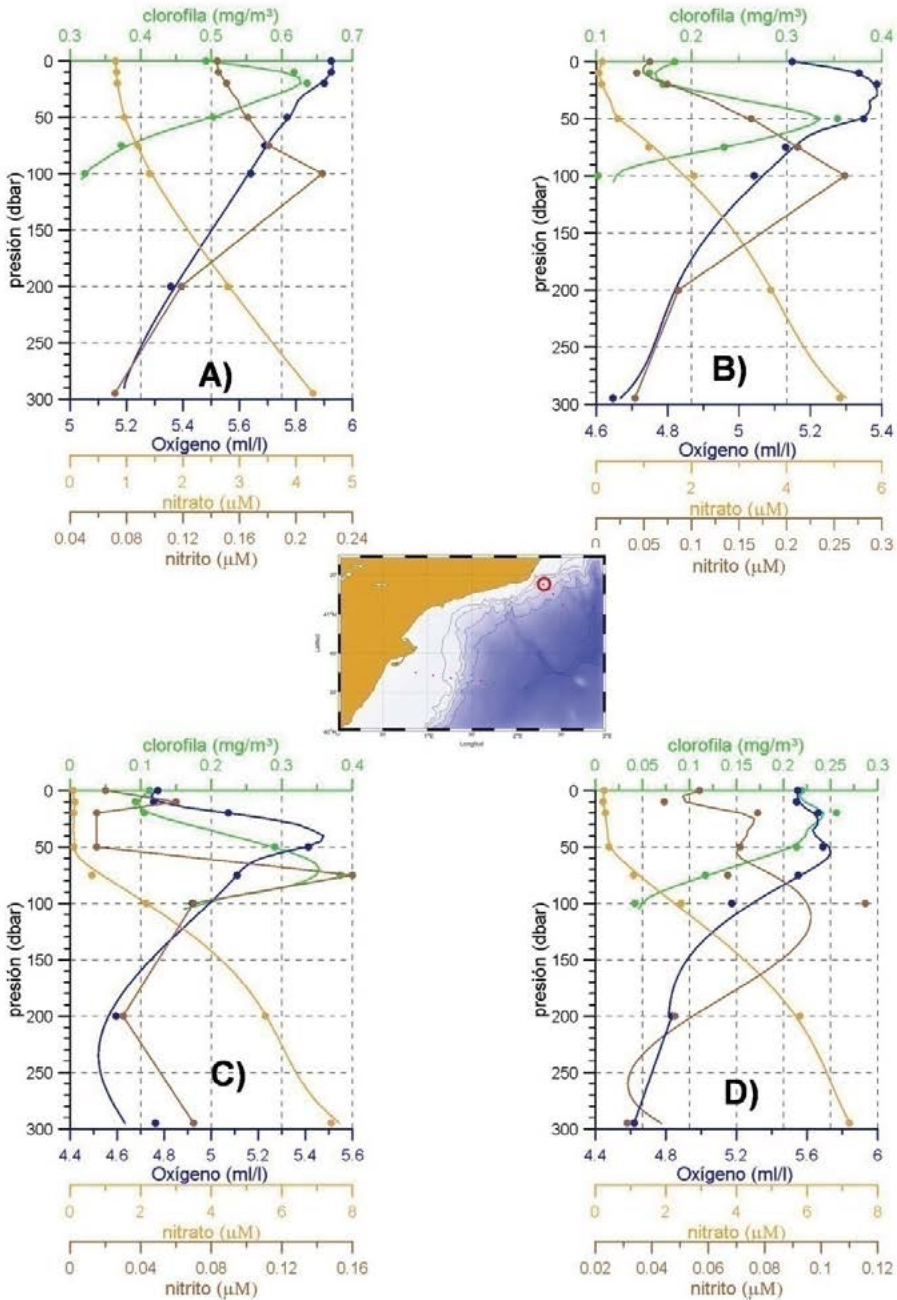 clorofila (mg/m³)
0.3 0.4 0.5 0.6 0.7
0
50
100
150
200
250
300
presión (dbar)
A)
5 5.2 5.4 5.6 5.8 6
Oxígeno (ml/l)
0 1 2 3 4 5
nitrato (µM)
0.04 0.08 0.12 0.16 0.2 0.24
nitrito (µM)
clorofila (mg/m³)
0.1 0.2 0.3 0.4
0
50
100
150
200
250
300
presión (dbar)
B)
4.6 4.8 5 5.2 5.4
Oxígeno (ml/l)
0 2 4 6
nitrato (µM)
0 0.05 0.1 0.15 0.2 0.25 0.3
nitrito (µM)
Latitud
Longitud
clorofila (mg/m³)
0 0.1 0.2 0.3 0.4
0
50
100
150
200
250
300
presión (dbar)
C)
4.4 4.6 4.8 5 5.2 5.4 5.6
Oxígeno (ml/l)
0 2 4 6 8
nitrato (µM)
0 0.04 0.08 0.12 0.16
nitrito (µM)
clorofila (mg/m³)
0 0.05 0.1 0.15 0.2 0.25 0.3
0
50
100
150
200
250
300
presión (dbar)
D)
4.4 4.8 5.2 5.6 6
Oxígeno (ml/l)
0 2 4 6 8
nitrato (µM)
0.02 0.04 0.06 0.08 0.1 0.12
nitrito (µM)